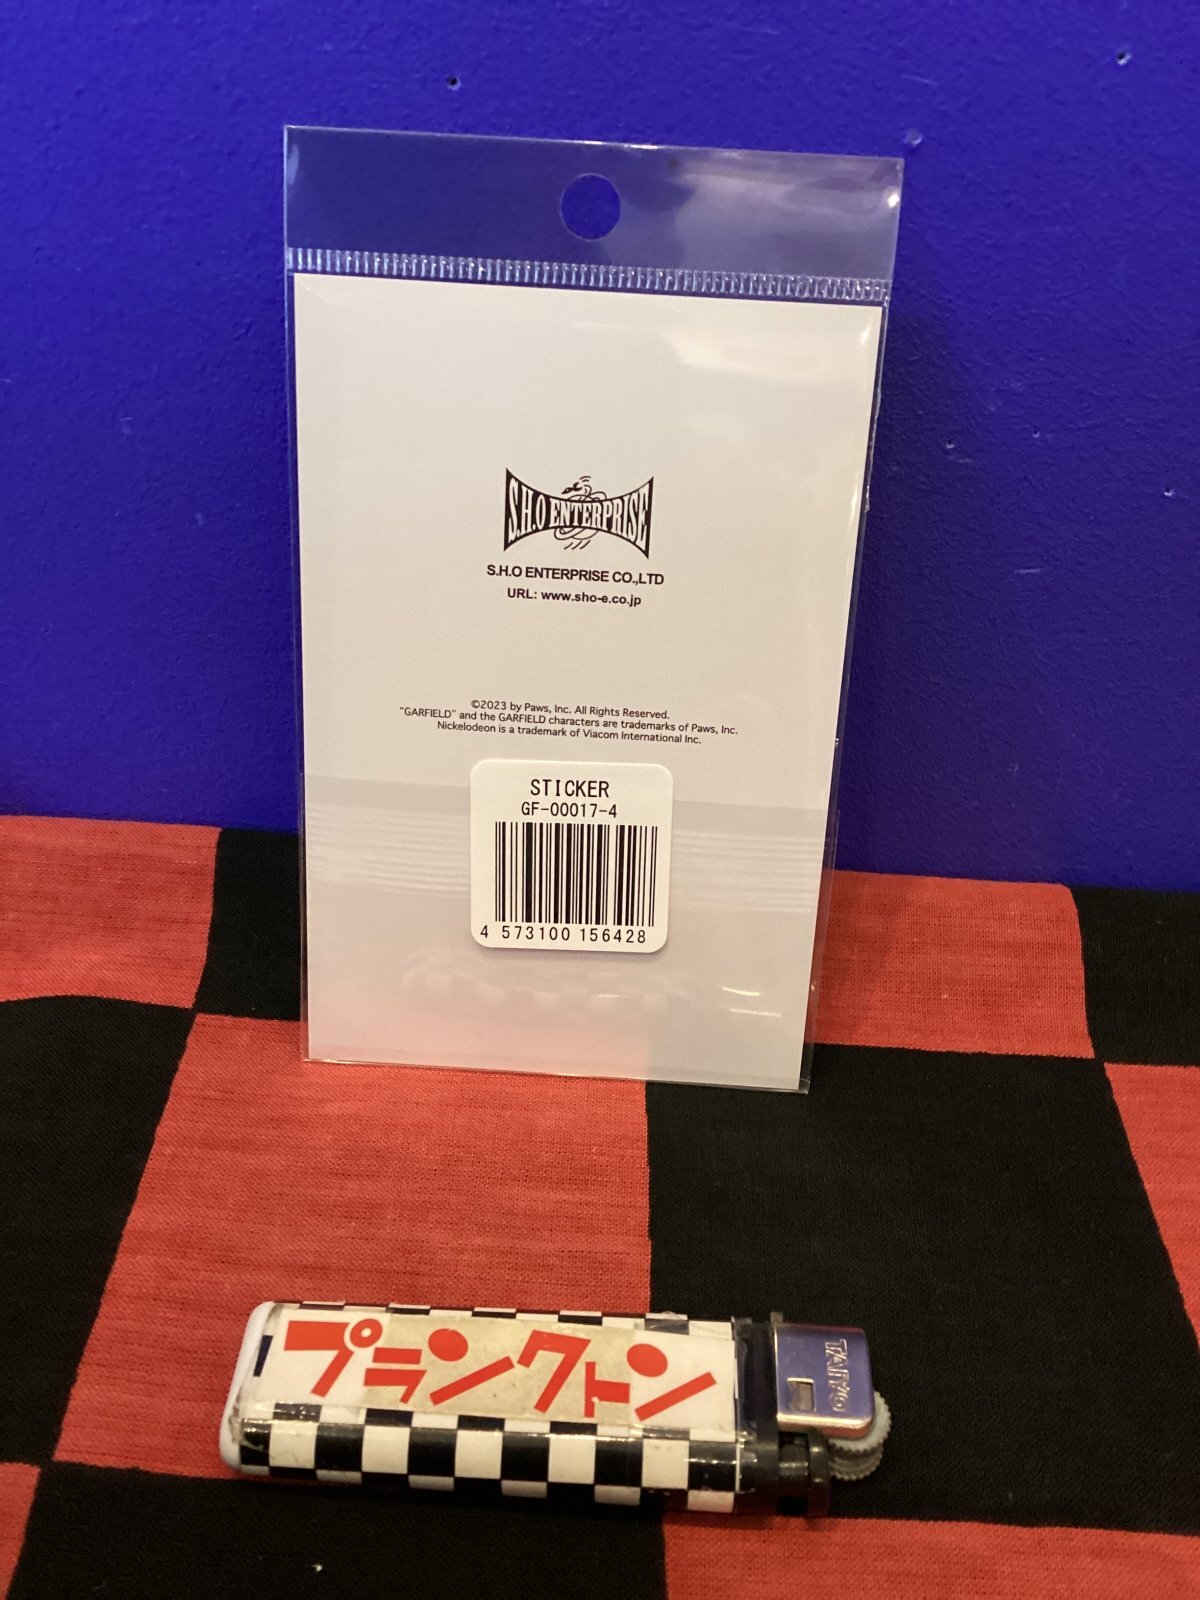 S.H.O ENTERPRISE
S.H.O ENTERPRISE CO.,LTD
URL: www.sho-e.co.jp
©2023 by Paws, Inc. All Rights Reserved.
"GARFIELD" and the GARFIELD characters are trademarks of Paws, Inc.
Nickelodeon is a trademark of Viacom International Inc.
STICKER
GF-00017-4
4 573100 156428
プランクトン
TAIYO